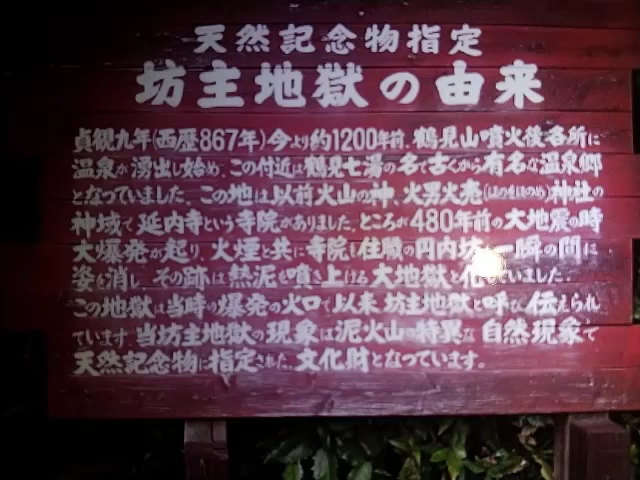 天然記念物指定
坊主地獄の由来
貞観九年(西暦867年)今より約1200年前、鶴見山噴火後各所に
温泉が湧出し始め、この付近は鶴見七湯の名で古くから有名な温泉郷
となっていました。この地は以前火山の神、火男火売(ほのおほのめ)神社の
神域で延内寺という寺院がありました。ところが480年前の大地震の時
大爆発が起り、火煙と共に寺院も住職の円内坊 一瞬の間に
姿を消し、その跡は熱泥を噴き上げる大地獄と化していました。
この地獄は当時の爆発の火口で以来坊主地獄と呼び伝えられ
ています。当坊主地獄の現象は泥火山の特異な自然現象で
天然記念物に指定された、文化財となっています。